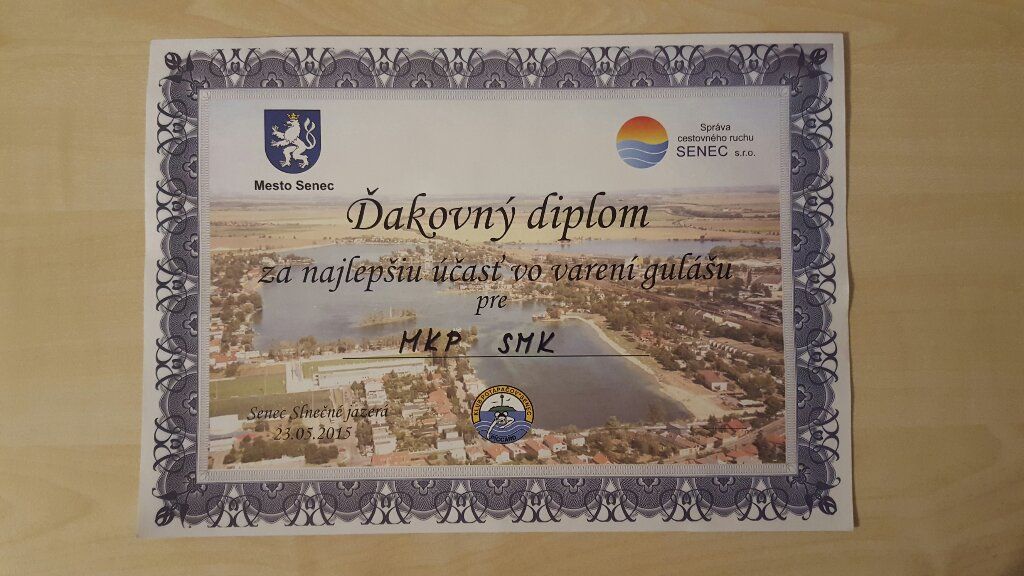 Mesto Senec
Správa
cestovného ruchu
SENEC s.r.o.
Ďakovný diplom
za najlepšiu účasť vo varení gulášu
pre
MKP SMK
Senec Slnečné jazerá
23.05.2015